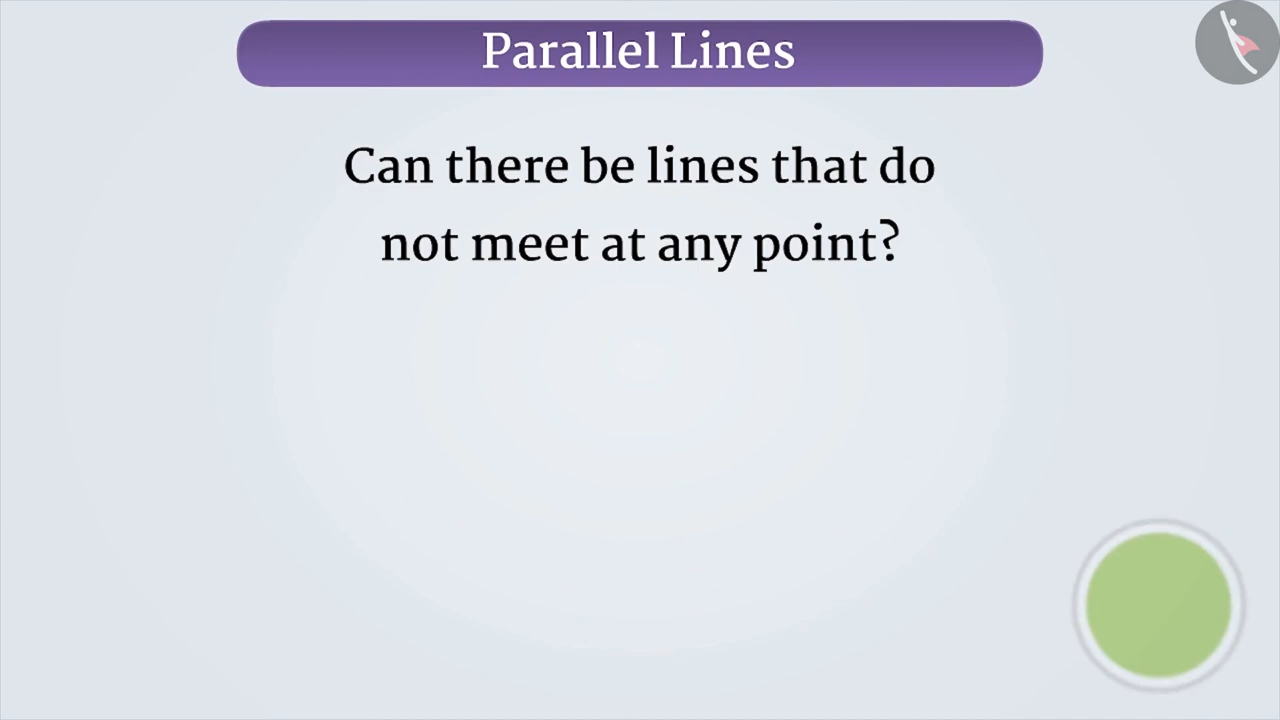 Parallel Lines
Can there be lines that do
not meet at any point?